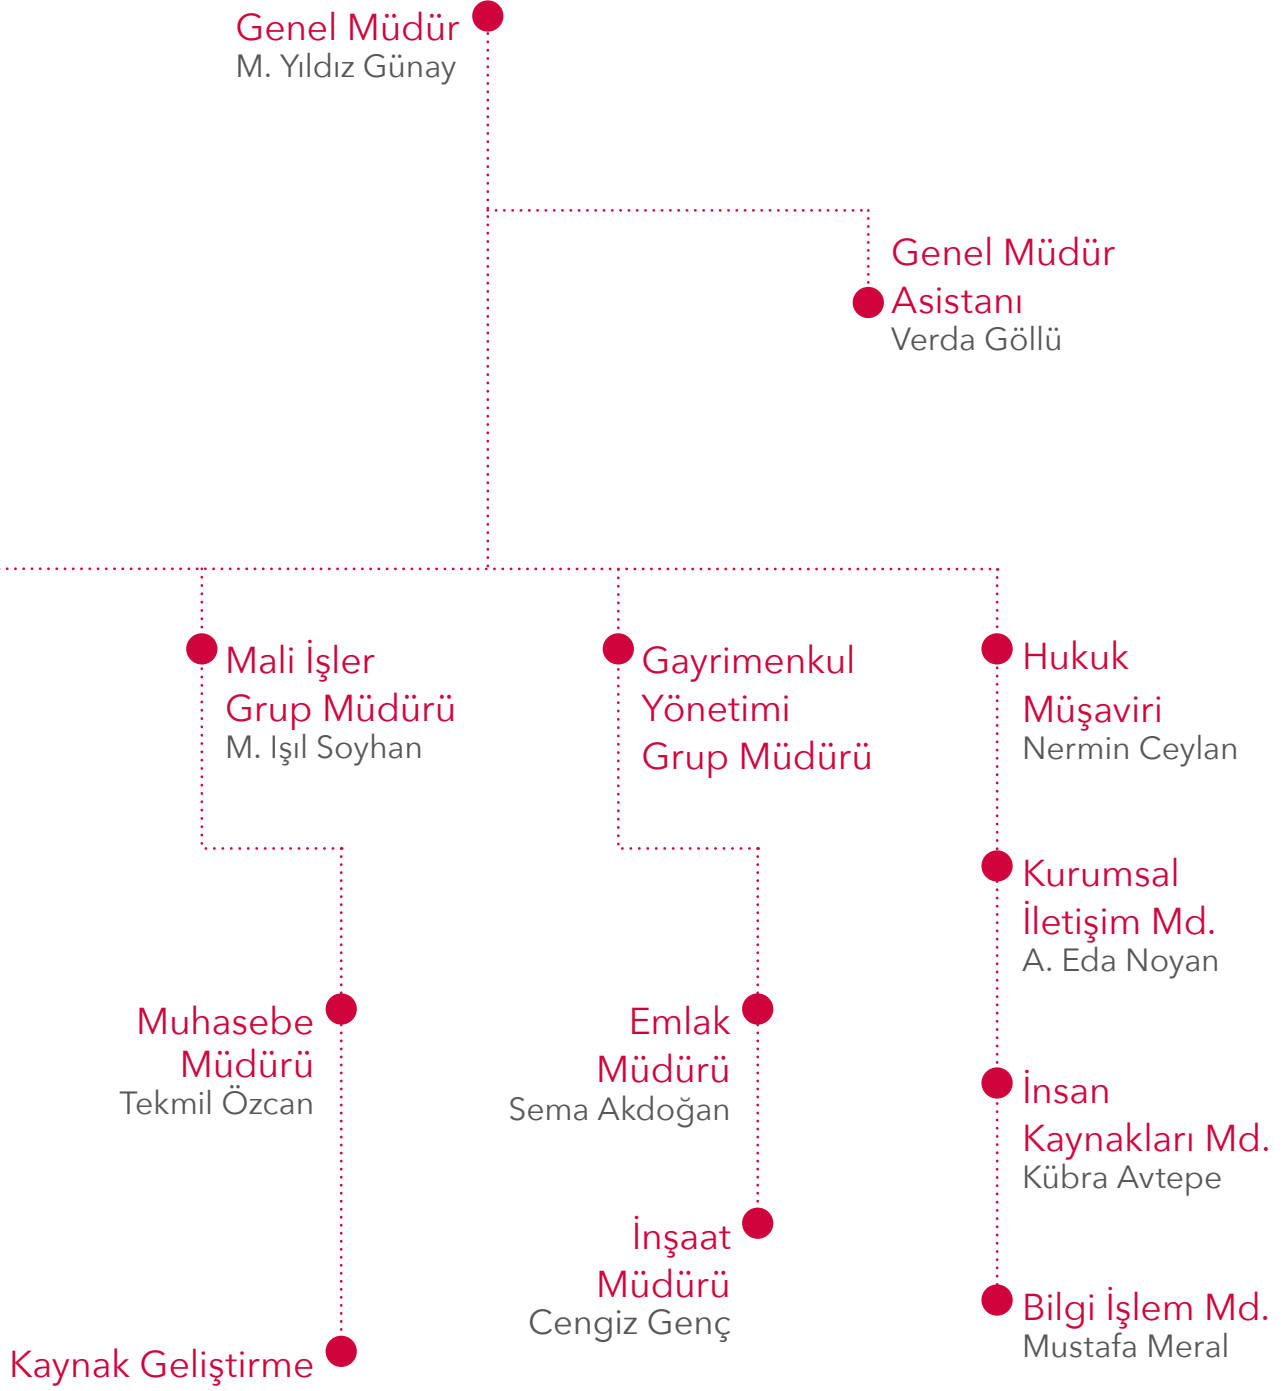 Genel Müdür
M. Yıldız Günay
Genel Müdür
Asistanı
Verda Göllü
Mali İşler
Grup Müdürü
M. Işıl Soyhan
Muhasebe
Müdürü
Tekmil Özcan
Kaynak Geliştirme
Gayrimenkul
Yönetimi
Grup Müdürü
Emlak
Müdürü
Sema Akdoğan
İnşaat
Müdürü
Cengiz Genç
Hukuk
Müşaviri
Nermin Ceylan
Kurumsal
İletişim Md.
A. Eda Noyan
İnsan
Kaynakları Md.
Kübra Avtepe
Bilgi İşlem Md.
Mustafa Meral